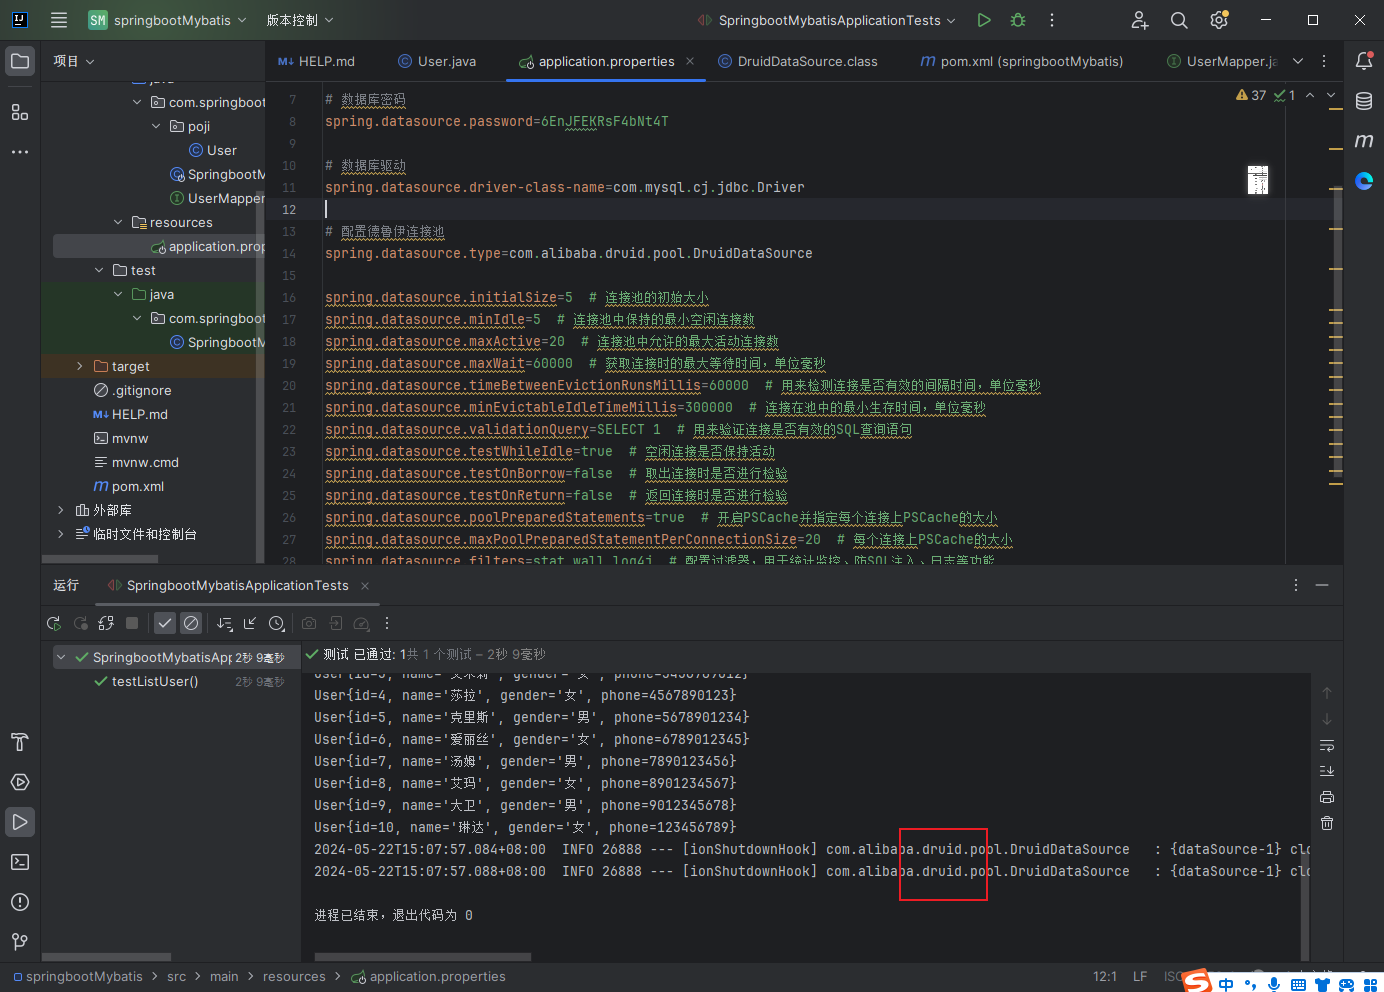 SM springbootMybatis 版本控制 SpringbootMybatisApplicationTests
项目
HELP.md User.java application.properties DruidDataSource.class pom.xml (springbootMybatis) UserMapper.ja
com.springboot
poji
User
SpringbootM
UserMapper
resources
application.prop
test
java
com.springboot
SpringbootM
target
.gitignore
HELP.md
mvnw
mvnw.cmd
pom.xml
外部库
临时文件和控制台
37 1
7 # 数据库密码
8 spring.datasource.password=6EnJFEKRsF4bNt4T
9
10 # 数据库驱动
11 spring.datasource.driver-class-name=com.mysql.cj.jdbc.Driver
12
13 # 配置德鲁伊连接池
14 spring.datasource.type=com.alibaba.druid.pool.DruidDataSource
15
16 spring.datasource.initialSize=5  # 连接池的初始大小
17 spring.datasource.minIdle=5  # 连接池中保持的最小空闲连接数
18 spring.datasource.maxActive=20  # 连接池中允许的最大活动连接数
19 spring.datasource.maxWait=60000  # 获取连接时的最大等待时间，单位毫秒
20 spring.datasource.timeBetweenEvictionRunsMillis=60000  # 用来检测连接是否有效的间隔时间，单位毫秒
21 spring.datasource.minEvictableIdleTimeMillis=300000  # 连接在池中的最小生存时间，单位毫秒
22 spring.datasource.validationQuery=SELECT 1  # 用来验证连接是否有效的SQL查询语句
23 spring.datasource.testWhileIdle=true  # 空闲连接是否保持活动
24 spring.datasource.testOnBorrow=false  # 取出连接时是否进行检验
25 spring.datasource.testOnReturn=false  # 返回连接时是否进行检验
26 spring.datasource.poolPreparedStatements=true  # 开启PSCache并指定每个连接上PSCache的大小
27 spring.datasource.maxPoolPreparedStatementPerConnectionSize=20  # 每个连接上PSCache的大小
28 spring.datasource.filters=stat,wall,log4j  # 配置过滤器，用于统计监控、防SQL注入、日志等功能
运行 SpringbootMybatisApplicationTests
SpringbootMybatisApp 2秒 9毫秒
testListUser() 2秒 9毫秒
测试 已通过: 1共 1 个测试 – 2秒 9毫秒
User{id=4, name='莎拉', gender='女', phone=4567890123}
User{id=5, name='克里斯', gender='男', phone=5678901234}
User{id=6, name='爱丽丝', gender='女', phone=6789012345}
User{id=7, name='汤姆', gender='男', phone=7890123456}
User{id=8, name='艾玛', gender='女', phone=8901234567}
User{id=9, name='大卫', gender='男', phone=9012345678}
User{id=10, name='琳达', gender='女', phone=123456789}
2024-05-22T15:07:57.084+08:00  INFO 26888 --- [ionShutdownHook] com.alibaba.druid.pool.DruidDataSource   : {dataSource-1} clo
2024-05-22T15:07:57.088+08:00  INFO 26888 --- [ionShutdownHook] com.alibaba.druid.pool.DruidDataSource   : {dataSource-1} clo
进程已结束，退出代码为 0
springbootMybatis > src > main > resources > application.properties 12:1 LF
中